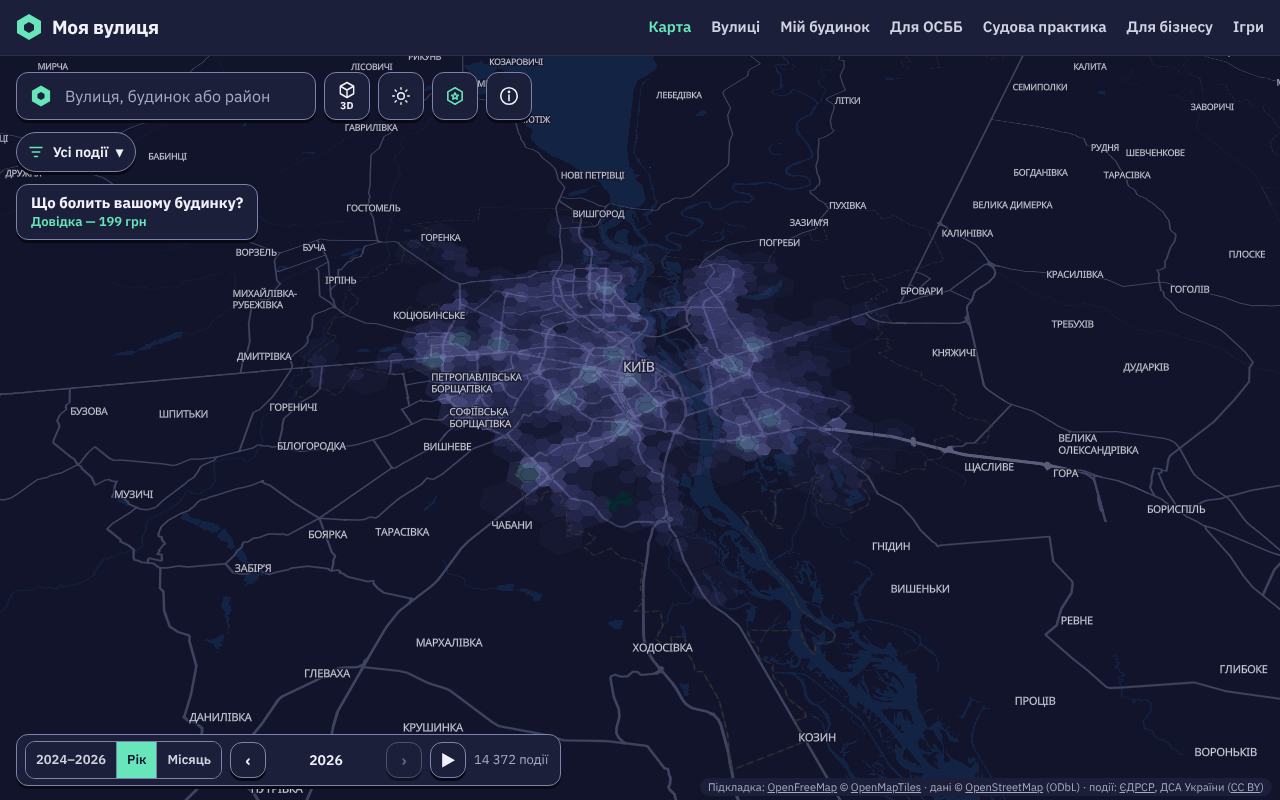 Моя вулиця
Карта
Вулиці
Мій будинок
Для ОСББ
Судова практика
Для бізнесу
Ігри
МИРЧА
ЛІСОВИЧІ
КОЗАРОВИЧІ
КАЛИТА
Вулиця, будинок або район
3D
ЛЕБЕДІВКА
ЛІТКИ
СЕМИПОЛКИ
ЗАВОРИЧІ
ГАВРИЛІВКА
Усі події ▾
БАБИНЦІ
РУДНЯ
ШЕВЧЕНКОВЕ
НОВІ ПЕТРІВЦІ
БОГДАНІВКА
ТАРАСІВКА
Що болить вашому будинку?
Довідка — 199 грн
ГОСТОМЕЛЬ
ВИШГОРОД
ПУХІВКА
ВЕЛИКА ДИМЕРКА
ЗАЗИМ'Я
ГОРЕНКА
ПОГРЕБИ
КАЛИНІВКА
ВОРЗЕЛЬ
БУЧА
ПЛОСКЕ
ІРПІНЬ
КРАСИЛІВКА
МИХАЙЛІВКА-
РУБЕЖІВКА
БРОВАРИ
ГОГОЛІВ
КОЦЮБИНСЬКЕ
ТРЕБУХІВ
ДМИТРІВКА
КНЯЖИЧІ
КИЇВ
ДУДАРКІВ
ПЕТРОПАВЛІВСЬКА
БОРЩАГІВКА
БУЗОВА
ШПИТЬКИ
ГОРЕНИЧІ
СОФІЇВСЬКА
БОРЩАГІВКА
БІЛОГОРОДКА
ВИШНЕВЕ
ВЕЛИКА
ОЛЕКСАНДРІВКА
ЩАСЛИВЕ
ГОРА
МУЗИЧІ
БОРИСПІЛЬ
ЧАБАНИ
БОЯРКА
ТАРАСІВКА
ГНІДИН
ЗАБІР'Я
ВИШЕНЬКИ
РЕВНЕ
МАРХАЛІВКА
ХОДОСІВКА
ГЛЕВАХА
ГЛИБОКЕ
ПРОЦІВ
ДАНИЛІВКА
КРУШИНКА
КОЗИН
ВОРОНЬКІВ
2024–2026
Рік
Місяць
‹
2026
›
14 372 події
Підкладка: OpenFreeMap © OpenMapTiles · дані © OpenStreetMap (ODbL) · події: ЄДРСР, ДСА України (CC BY)